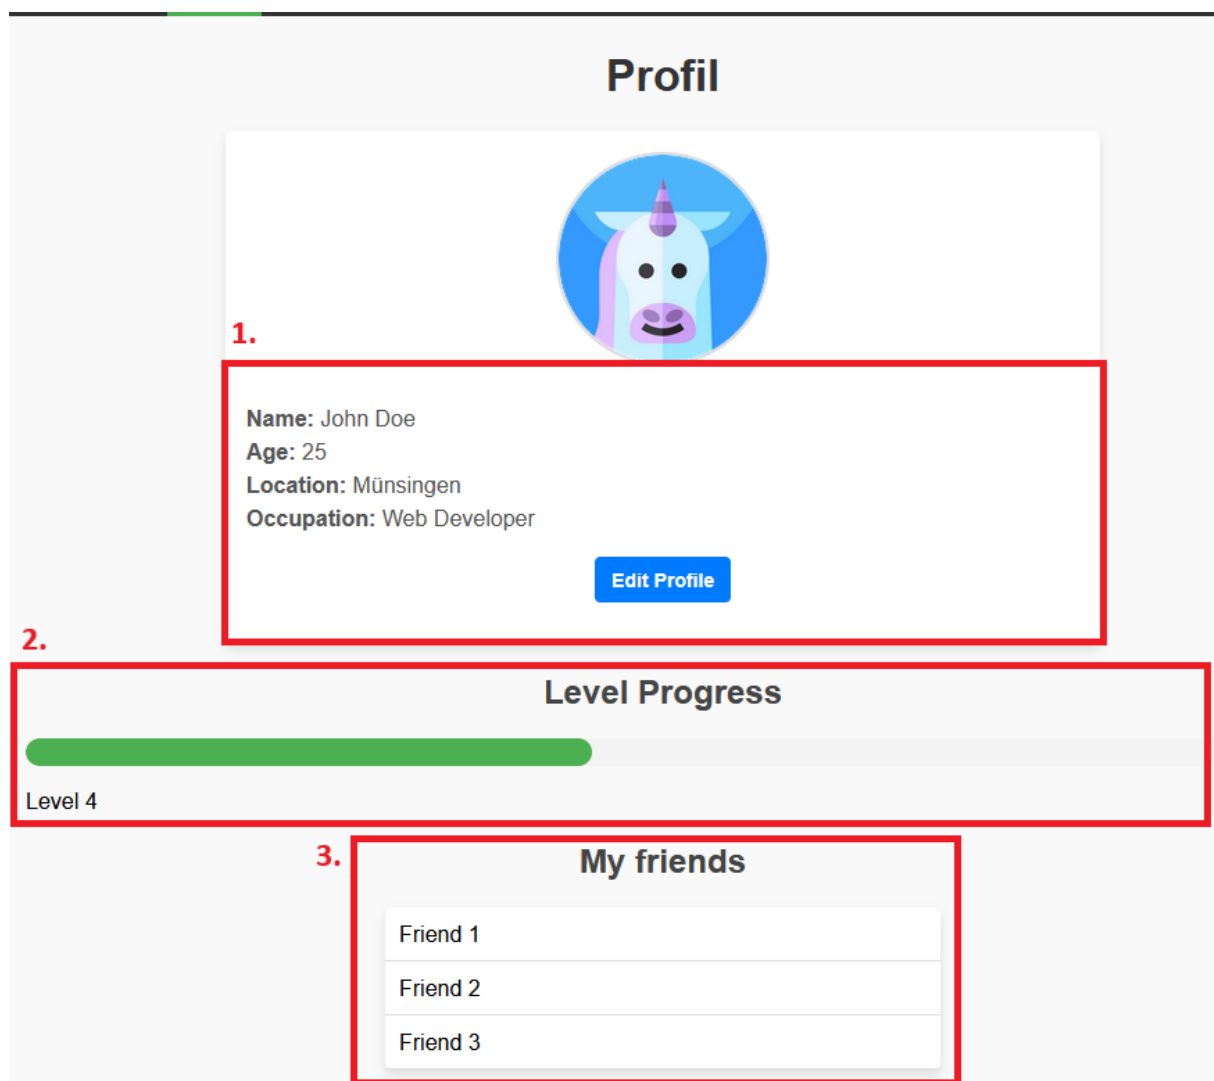 Profil
1.
Name: John Doe
Age: 25
Location: Münsingen
Occupation: Web Developer
Edit Profile
2.
Level Progress
Level 4
3.
My friends
Friend 1
Friend 2
Friend 3